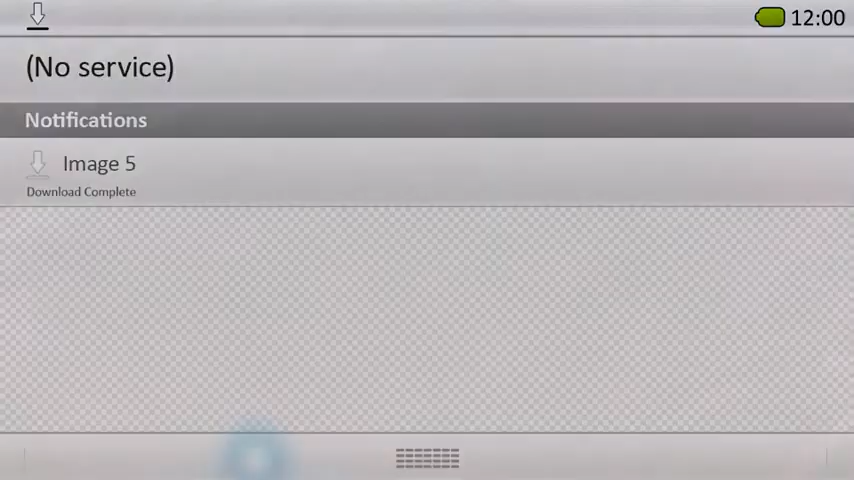 12:00
(No service)
Notifications
Image 5
Download Complete